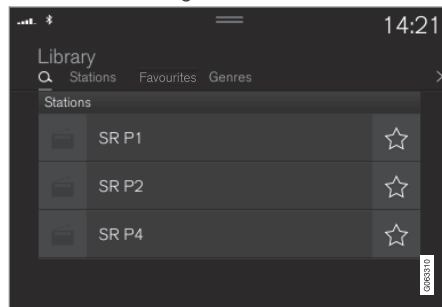 14:21
Library
Stations Favourites Genres
Stations
SR P1
SR P2
SR P4
G063310